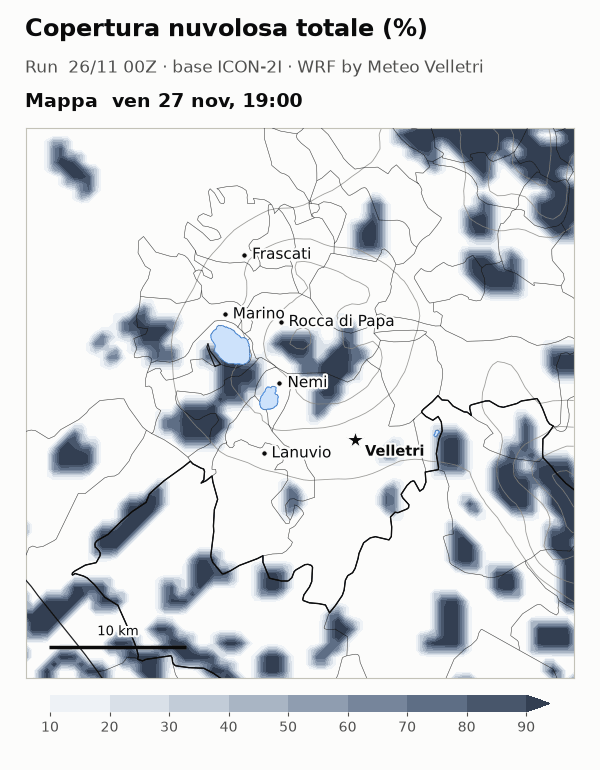 Copertura nuvolosa totale (%)
Run  26/11 00Z · base ICON-2I · WRF by Meteo Velletri
Mappa  ven 27 nov, 19:00
Frascati
Marino
Rocca di Papa
Nemi
Velletri
Lanuvio
10 km
10 20 30 40 50 60 70 80 90